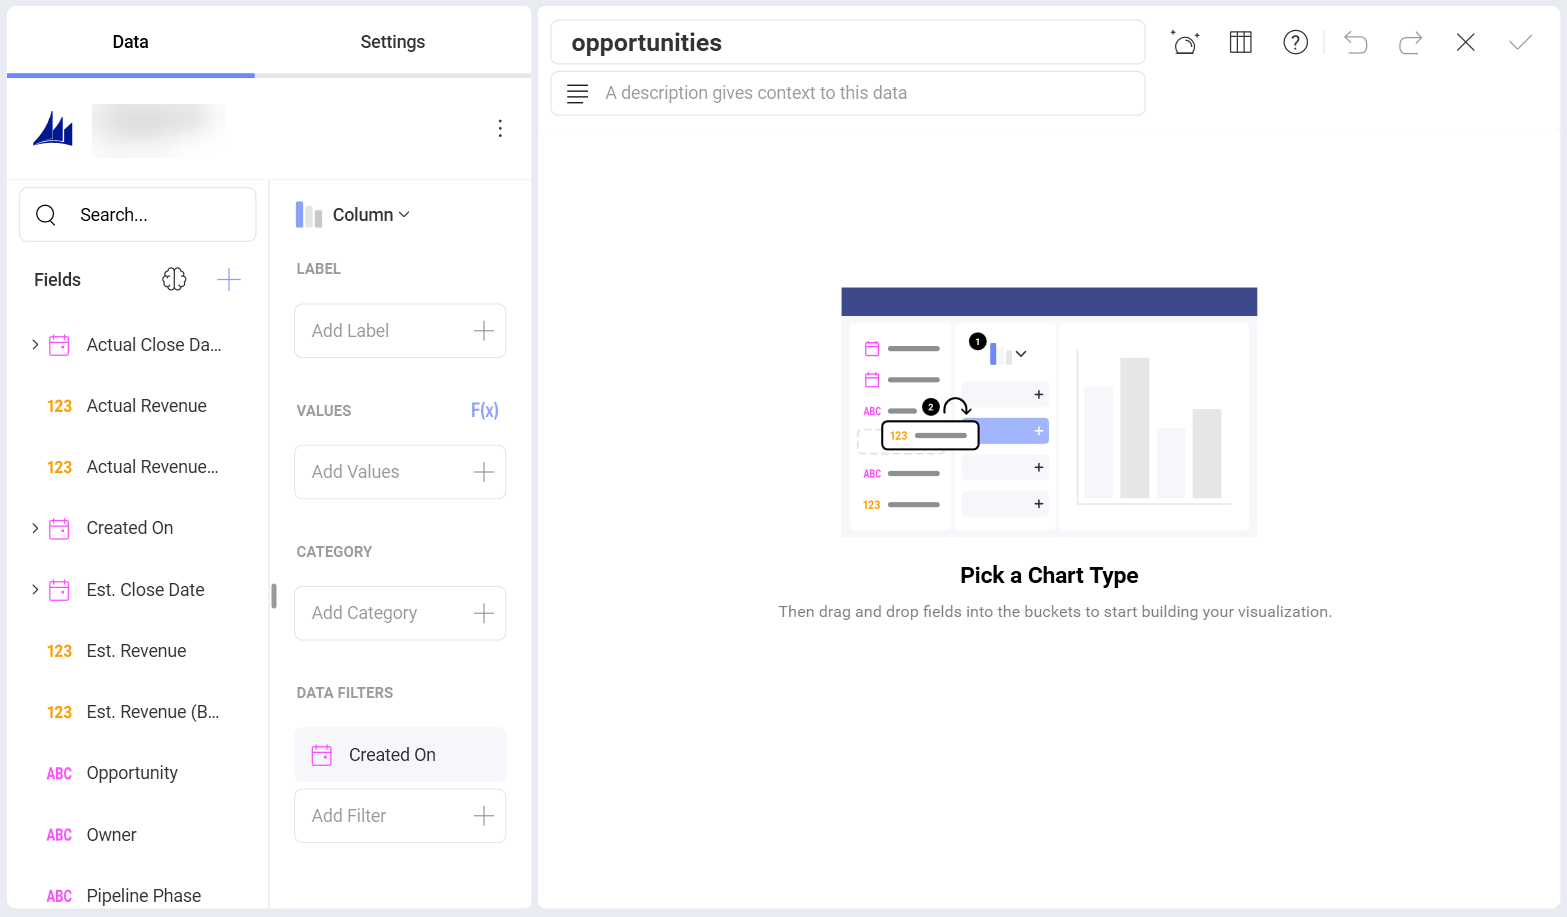 Data
Settings
Search...
Fields
Actual Close Da...
123 Actual Revenue
123 Actual Revenue...
Created On
Est. Close Date
123 Est. Revenue
123 Est. Revenue (B...
ABC Opportunity
ABC Owner
ABC Pipeline Phase
Column
LABEL
Add Label
VALUES F(x)
Add Values
CATEGORY
Add Category
DATA FILTERS
Created On
Add Filter
opportunities
A description gives context to this data
1
ABC
2
123
ABC
123
Pick a Chart Type
Then drag and drop fields into the buckets to start building your visualization.